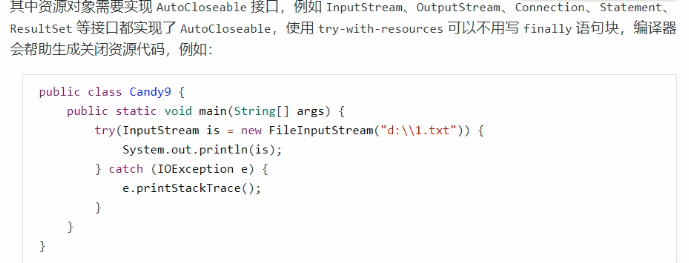 其中资源对象需要实现 AutoCloseable 接口，例如 InputStream、OutputStream、Connection、Statement、
ResultSet 等接口都实现了 AutoCloseable，使用 try-with-resources 可以不用写 finally 语句块，编译器
会帮助生成关闭资源代码，例如：
public class Candy9 {
    public static void main(String[] args) {
        try(InputStream is = new FileInputStream("d:\\1.txt")) {
            System.out.println(is);
        } catch (IOException e) {
            e.printStackTrace();
        }
    }
}